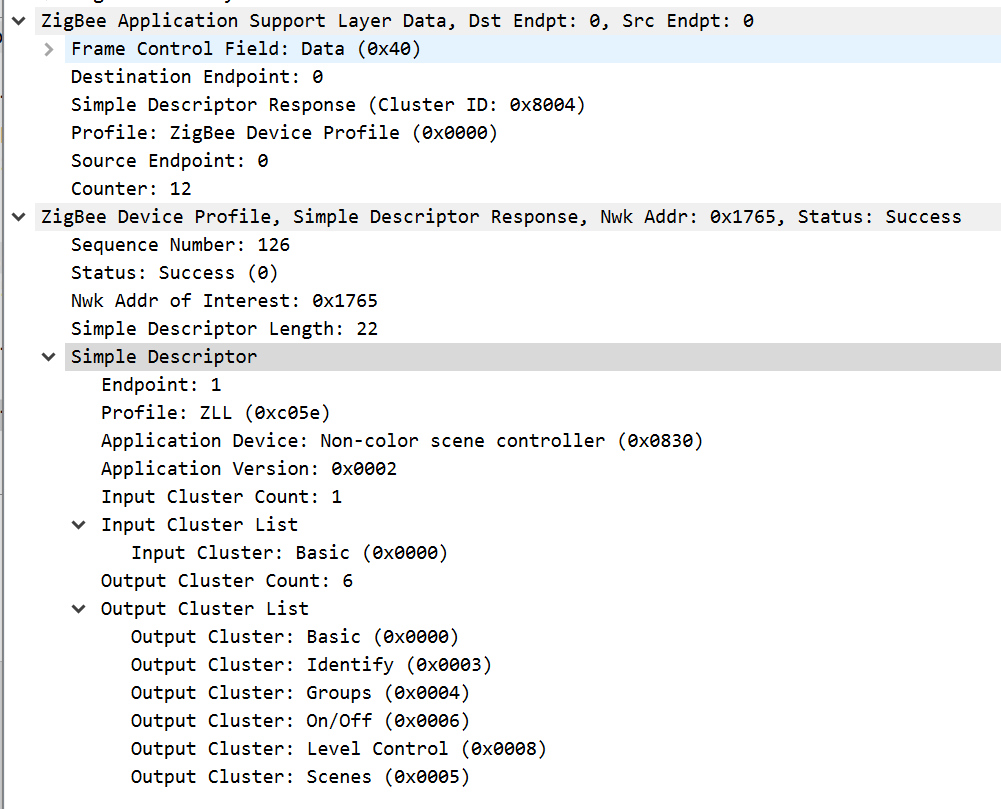 ZigBee Application Support Layer Data, Dst Endpt: 0, Src Endpt: 0
Frame Control Field: Data (0x40)
Destination Endpoint: 0
Simple Descriptor Response (Cluster ID: 0x8004)
Profile: ZigBee Device Profile (0x0000)
Source Endpoint: 0
Counter: 12
ZigBee Device Profile, Simple Descriptor Response, Nwk Addr: 0x1765, Status: Success
Sequence Number: 126
Status: Success (0)
Nwk Addr of Interest: 0x1765
Simple Descriptor Length: 22
Simple Descriptor
Endpoint: 1
Profile: ZLL (0xc05e)
Application Device: Non-color scene controller (0x0830)
Application Version: 0x0002
Input Cluster Count: 1
Input Cluster List
Input Cluster: Basic (0x0000)
Output Cluster Count: 6
Output Cluster List
Output Cluster: Basic (0x0000)
Output Cluster: Identify (0x0003)
Output Cluster: Groups (0x0004)
Output Cluster: On/Off (0x0006)
Output Cluster: Level Control (0x0008)
Output Cluster: Scenes (0x0005)